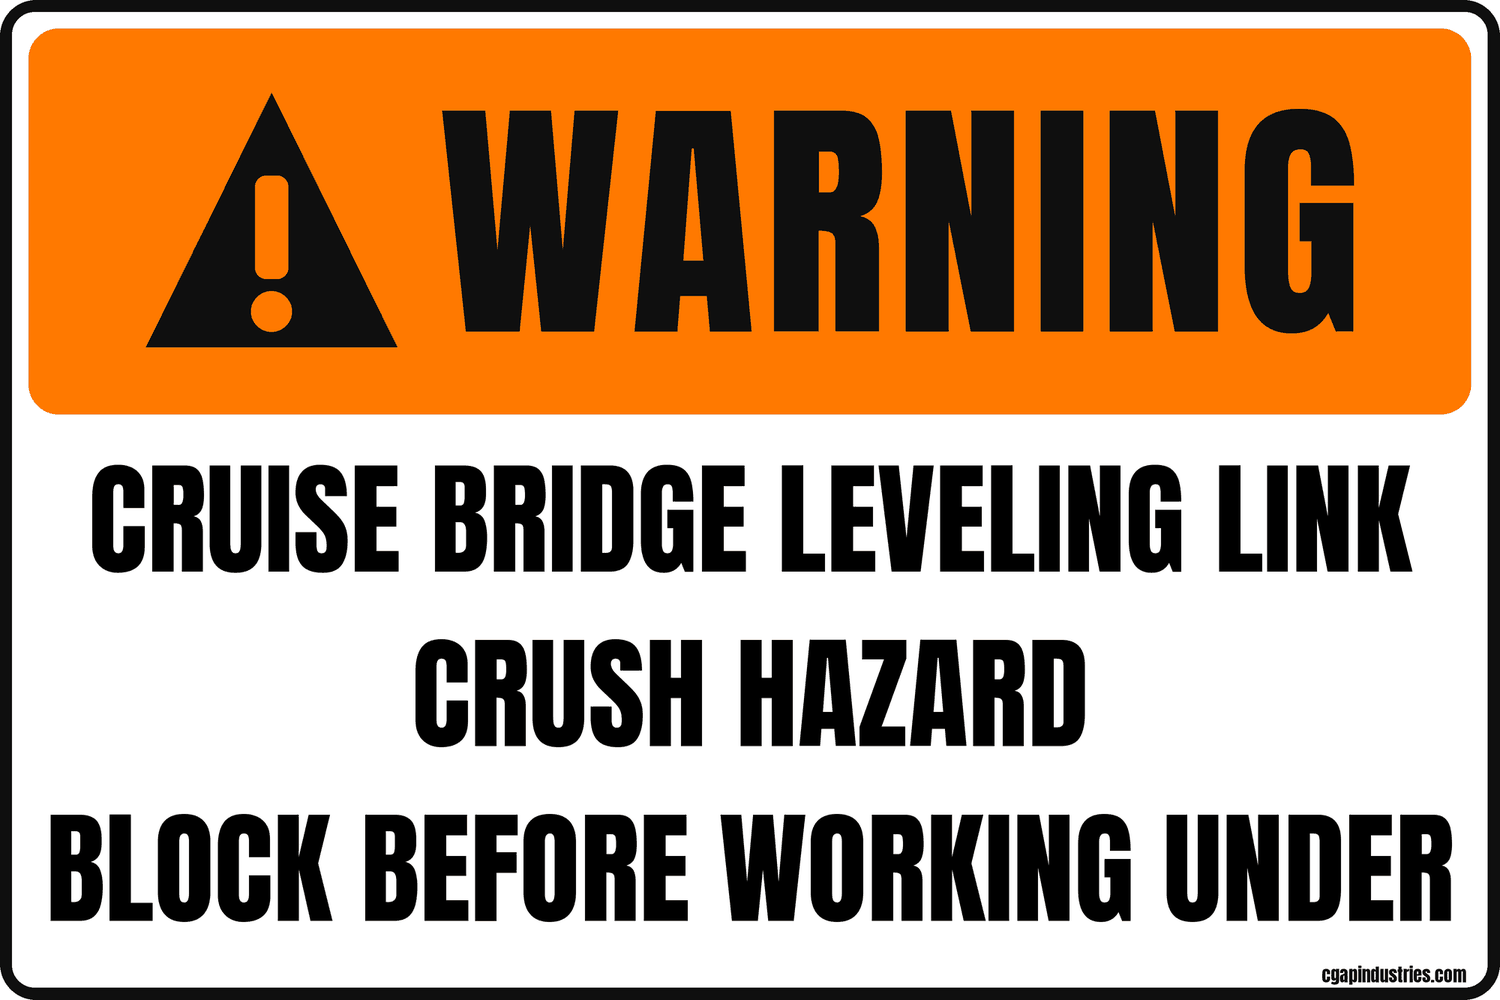 WARNING
CRUISE BRIDGE LEVELING LINK
CRUSH HAZARD
BLOCK BEFORE WORKING UNDER
cgapindustries.com